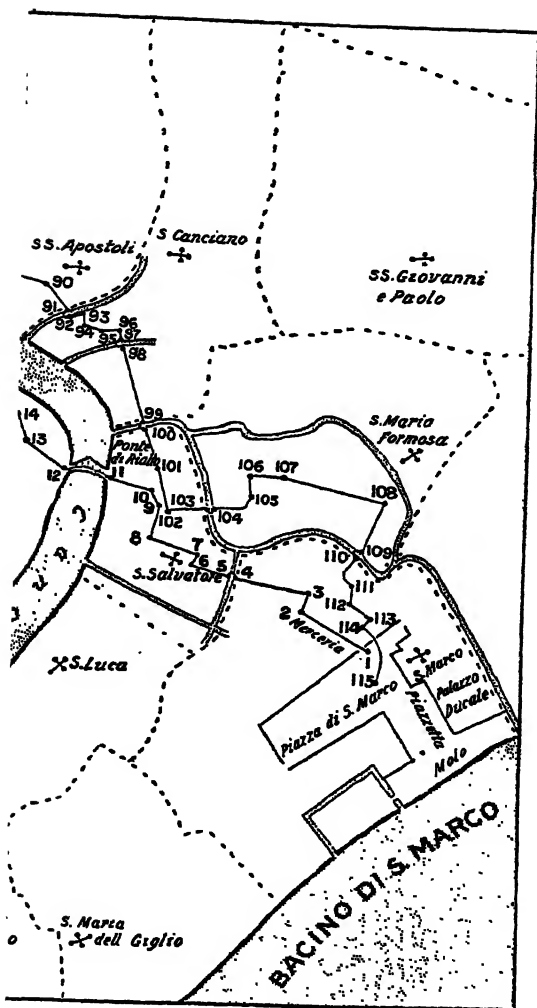 S Canciano
SS. Apostoli
SS. Giovanni
e Paolo
90
91
92
93
94
95
96
97
98
99
100
S. Maria
Formosa
14
13
12
11
Ponte
di Rialto
101
106
107
105
108
10
9
103
102
104
8
7
6
5
4
S. Salvatore
110
109
111
3
112
113
114
2
Merceria
1
115
S. Marco
Palazzo
Ducale
Piazzetta
Piazza di S. Marco
Molo
S. Luca
BACINO DI S. MARCO
S. Maria
dell Giglio